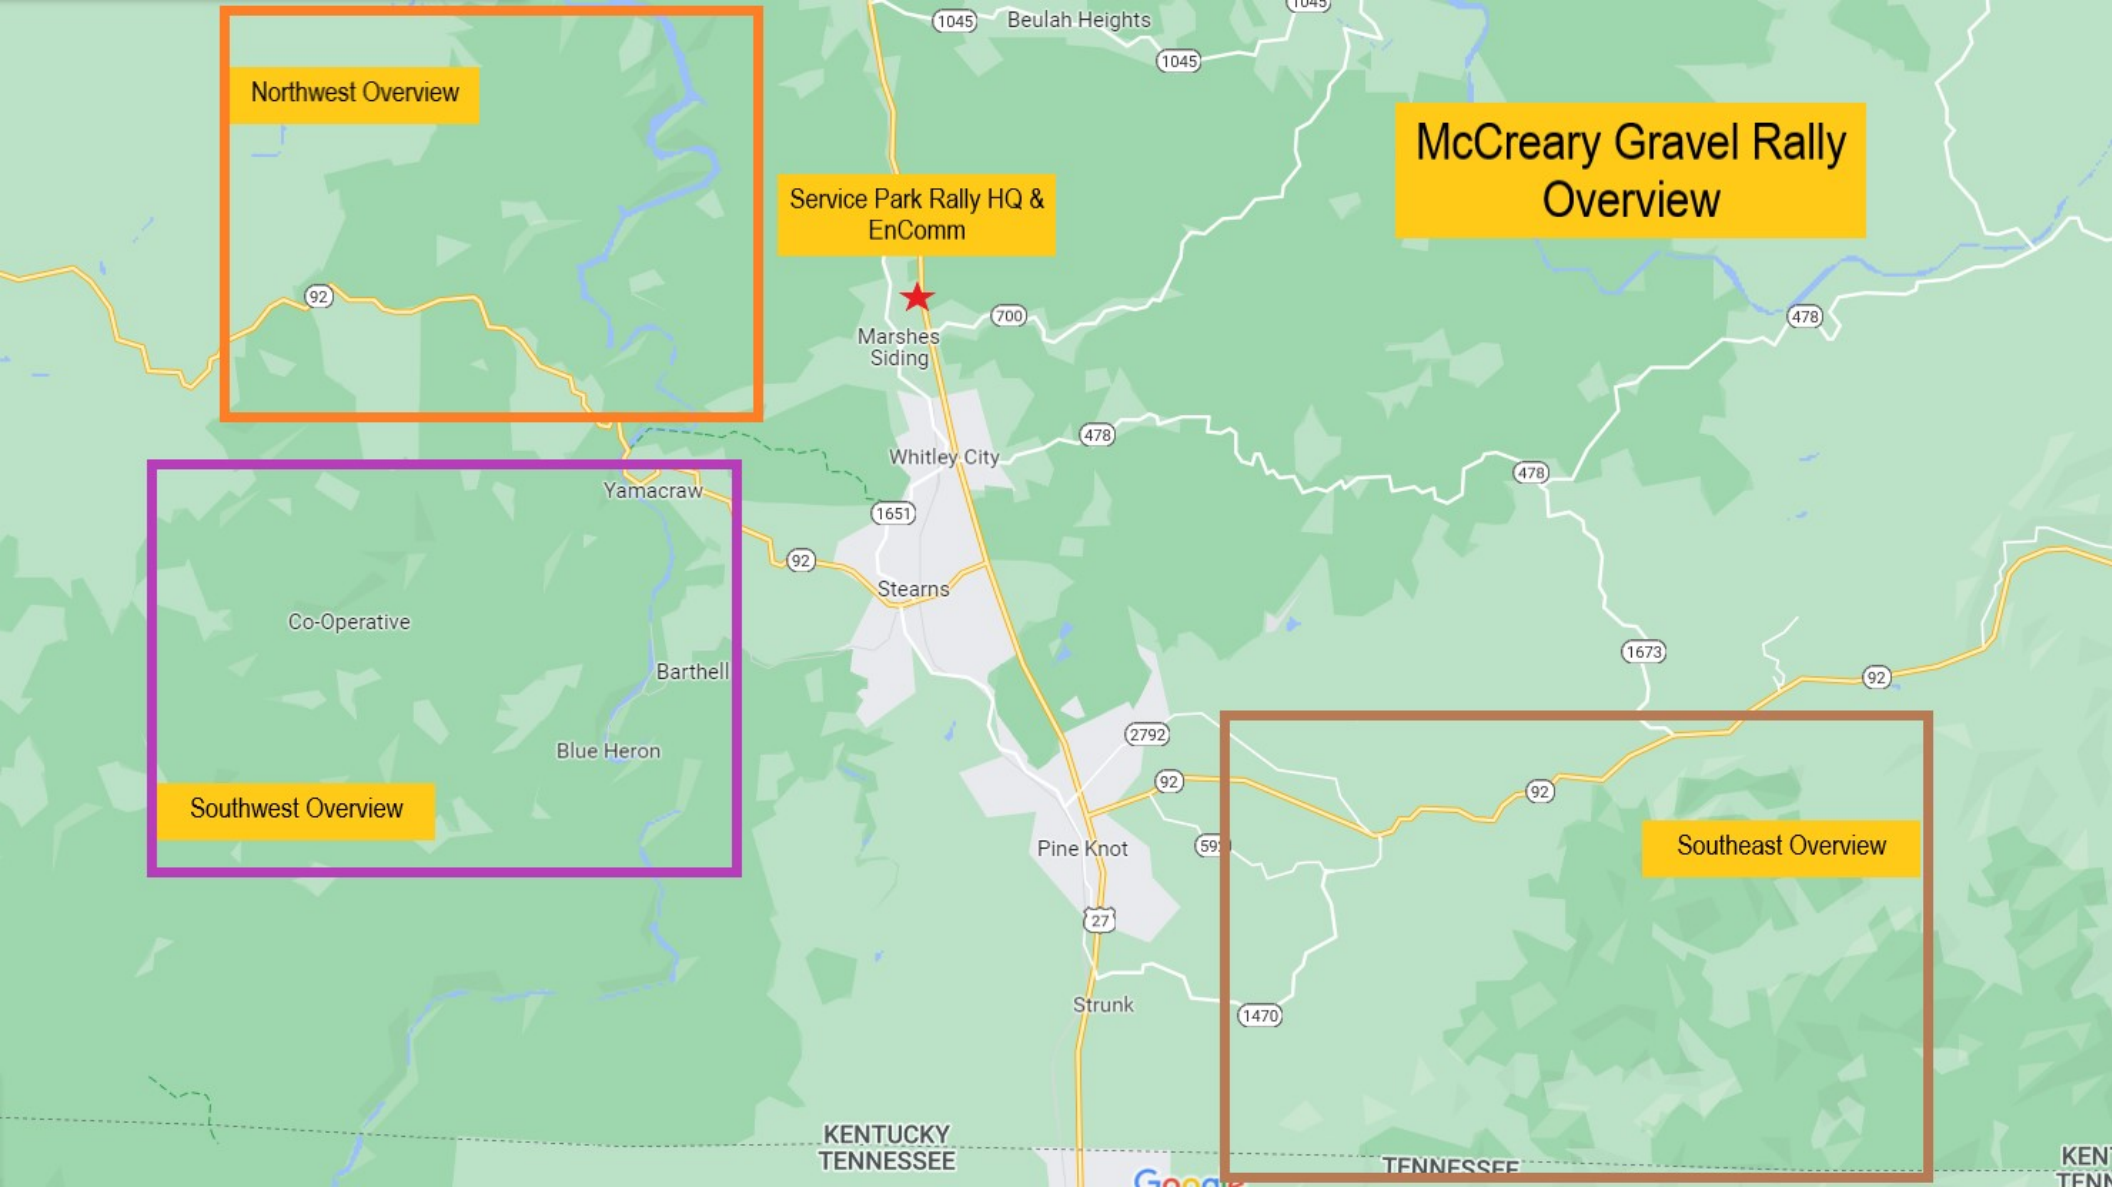 1045
Beulah Heights
1045
1045
Northwest Overview
McCreary Gravel Rally
Overview
Service Park Rally HQ &
EnComm
92
700
478
Marshes
Siding
478
Whitley City
478
Yamacraw
1651
92
Stearns
Co-Operative
1673
Barthell
92
2792
Blue Heron
92
92
Southwest Overview
Southeast Overview
Pine Knot
27
Strunk
1470
KENTUCKY
TENNESSEE
TENNESSEE
Google